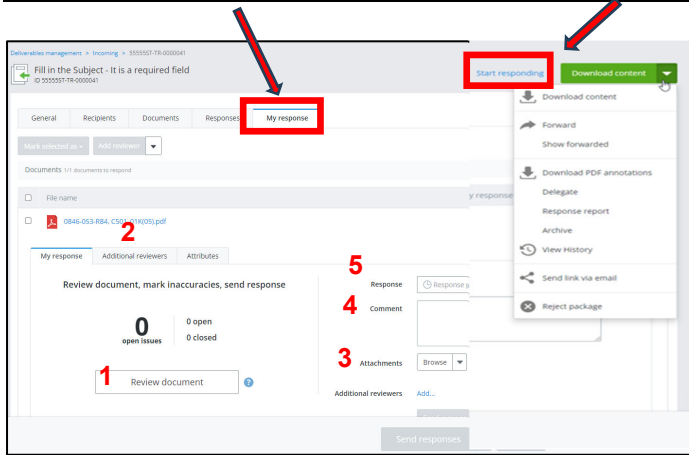 Deliverables management > Incoming > 55555ST-TR-0000041
Fill in the Subject - It is a required field
ID 55555ST-TR-0000041
Start responding
Download content
General Recipients Documents Responses My response
Mark selected as Add reviewer
Documents 1/1 documents to respond
File name
y response
0846-053-R84, C501-01K(05).pdf
2
My response Additional reviewers Attributes
Review document, mark inaccuracies, send response
0
open issues
0 open
0 closed
1
Review document
5
Response
Response
4
Comment
3
Attachments
Browse
Additional reviewers
Add...
Send responses
Download content
Forward
Show forwarded
Download PDF annotations
Delegate
Response report
Archive
View History
Send link via email
Reject package